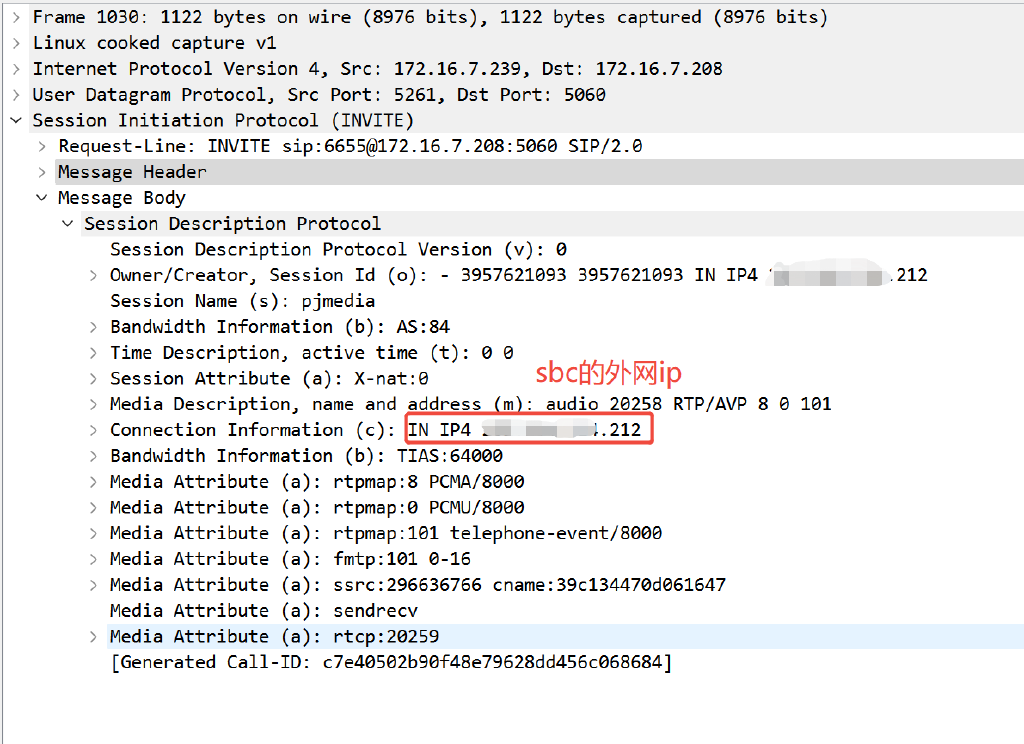 Frame 1030: 1122 bytes on wire (8976 bits), 1122 bytes captured (8976 bits)
Linux cooked capture v1
Internet Protocol Version 4, Src: 172.16.7.239, Dst: 172.16.7.208
User Datagram Protocol, Src Port: 5261, Dst Port: 5060
Session Initiation Protocol (INVITE)
Request-Line: INVITE sip:6655@172.16.7.208:5060 SIP/2.0
Message Header
Message Body
Session Description Protocol
Session Description Protocol Version (v): 0
Owner/Creator, Session Id (o): - 3957621093 3957621093 IN IP4 .212
Session Name (s): pjmedia
Bandwidth Information (b): AS:84
Time Description, active time (t): 0 0
Session Attribute (a): X-nat:0
sbc的外网ip
Media Description, name and address (m): audio 20258 RTP/AVP 8 0 101
Connection Information (c): IN IP4 .212
Bandwidth Information (b): TIAS:64000
Media Attribute (a): rtpmap:8 PCMA/8000
Media Attribute (a): rtpmap:0 PCMU/8000
Media Attribute (a): rtpmap:101 telephone-event/8000
Media Attribute (a): fmtp:101 0-16
Media Attribute (a): ssrc:296636766 cname:39c134470d061647
Media Attribute (a): sendrecv
Media Attribute (a): rtcp:20259
[Generated Call-ID: c7e40502b90f48e79628dd456c068684]